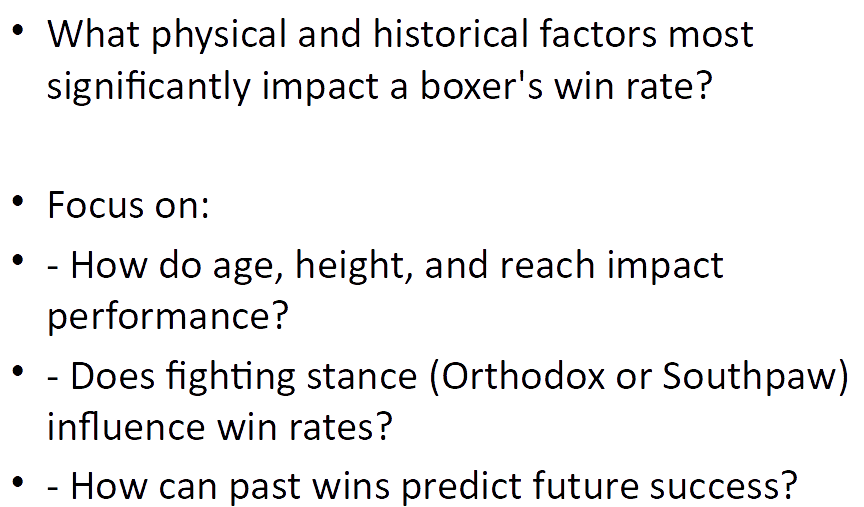 • What physical and historical factors most
significantly impact a boxer's win rate?
• Focus on:
• - How do age, height, and reach impact
performance?
• - Does fighting stance (Orthodox or Southpaw)
influence win rates?
• - How can past wins predict future success?